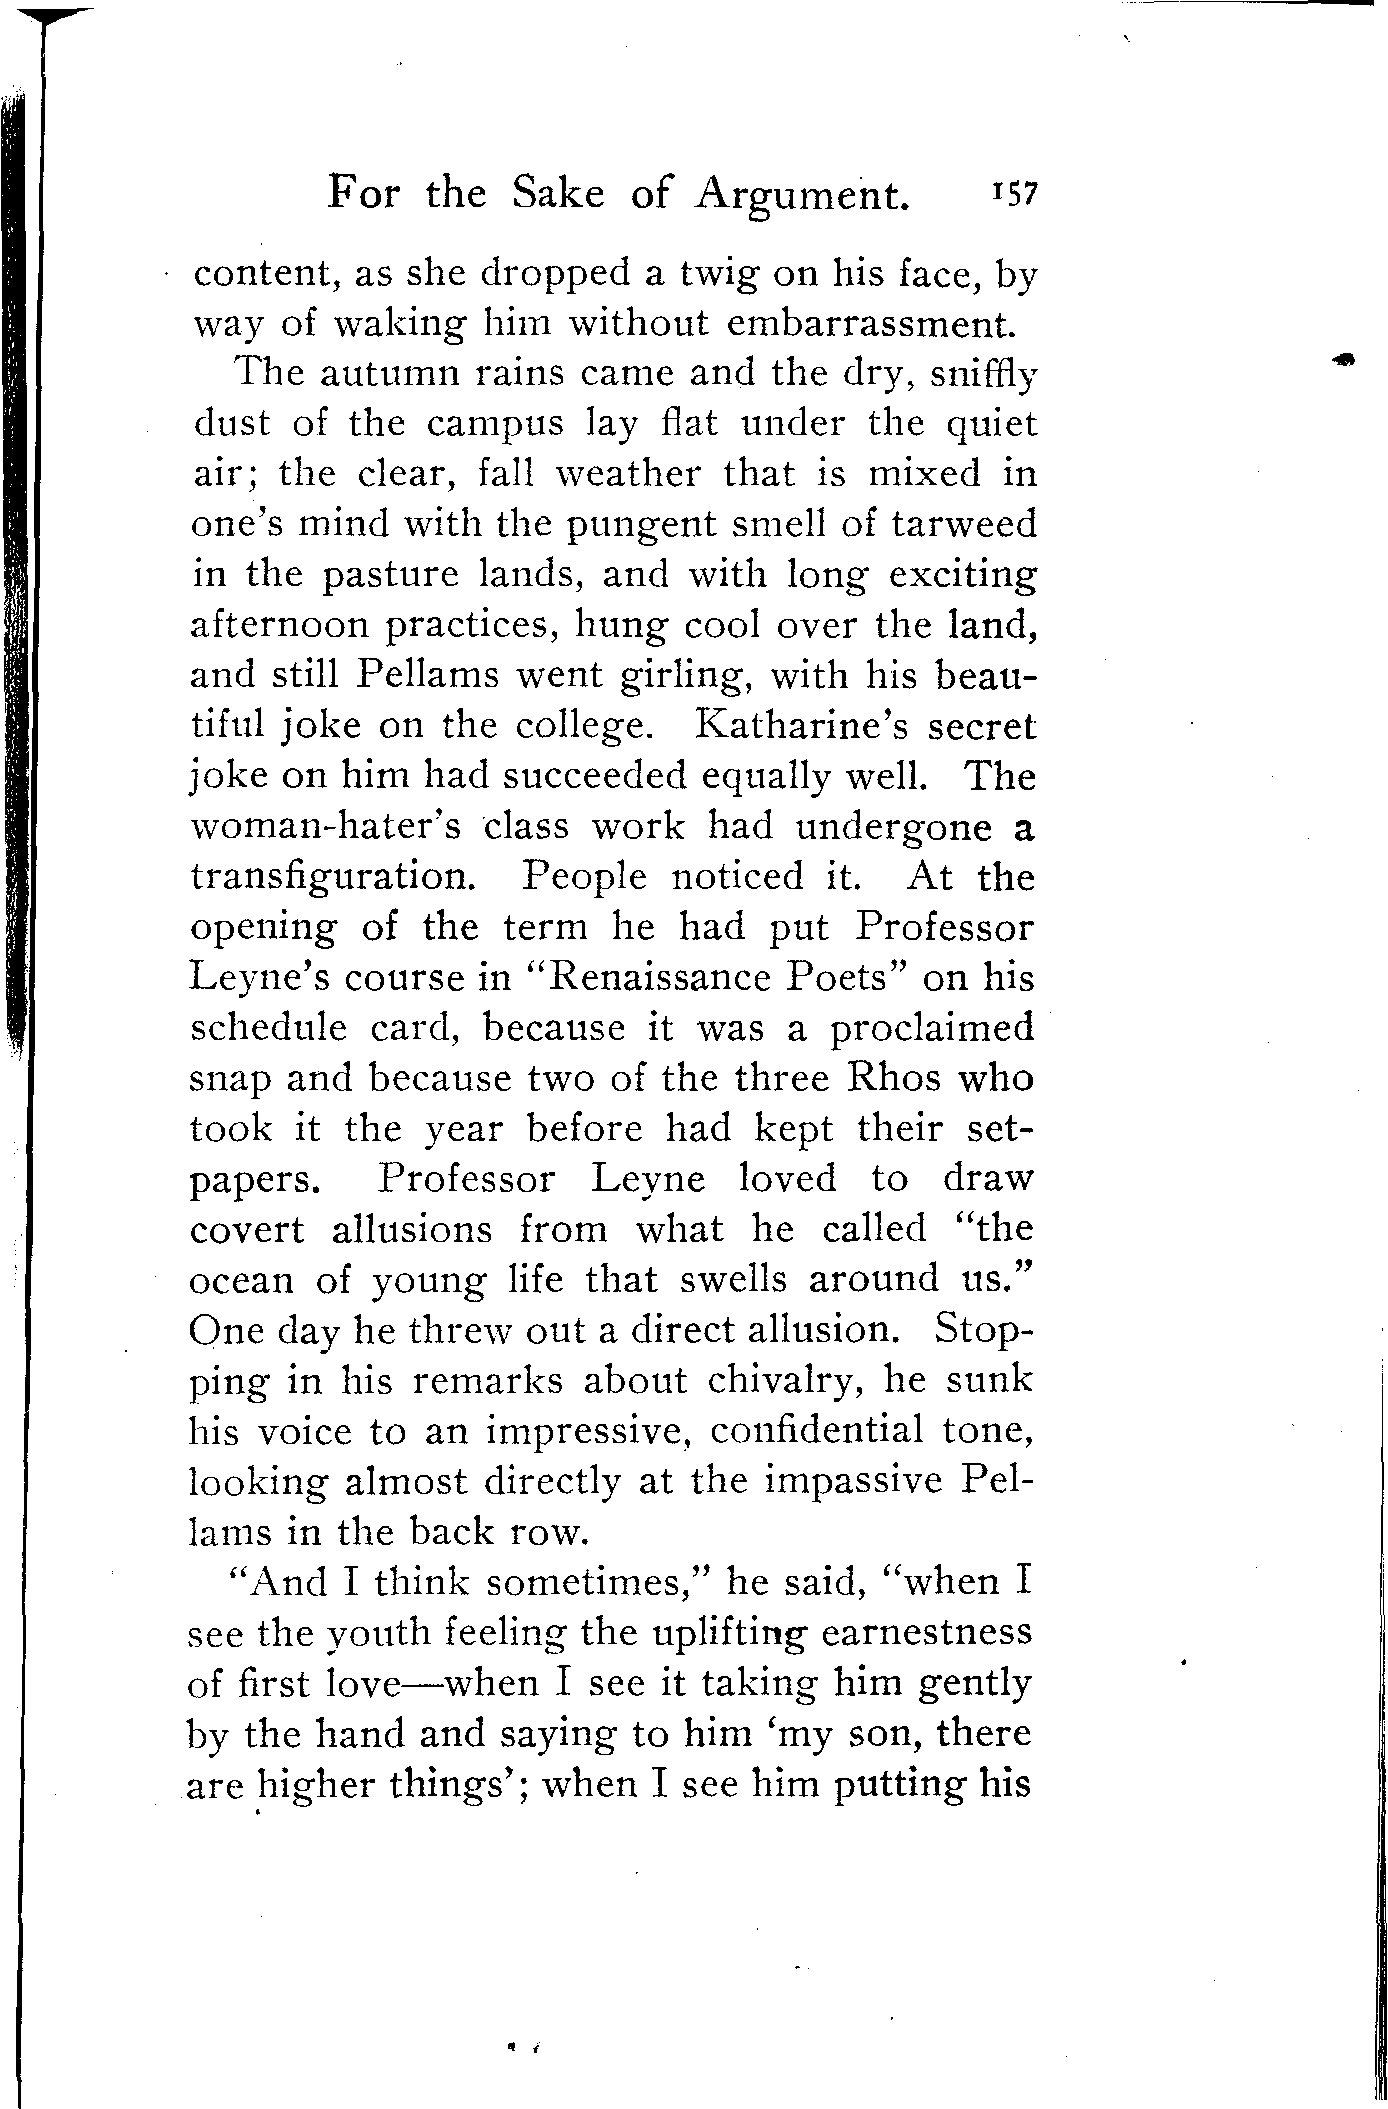 For the Sake of Argument. 157
content, as she dropped a twig on his face, by
way of waking him without embarrassment.
The autumn rains came and the dry, sniffly
dust of the campus lay flat under the quiet
air; the clear, fall weather that is mixed in
one's mind with the pungent smell of tarweed
in the pasture lands, and with long exciting
afternoon practices, hung cool over the land,
and still Pellams went girling, with his beau-
tiful joke on the college. Katharine's secret
joke on him had succeeded equally well. The
woman-hater's class work had undergone a
transfiguration. People noticed it. At the
opening of the term he had put Professor
Leyne's course in "Renaissance Poets" on his
schedule card, because it was a proclaimed
snap and because two of the three Rhos who
took it the year before had kept their set-
papers. Professor Leyne loved to draw
covert allusions from what he called "the
ocean of young life that swells around us."
One day he threw out a direct allusion. Stop-
ping in his remarks about chivalry, he sunk
his voice to an impressive, confidential tone,
looking almost directly at the impassive Pel-
lams in the back row.
"And I think sometimes," he said, "when I
see the youth feeling the uplifting earnestness
of first love—when I see it taking him gently
by the hand and saying to him 'my son, there
are higher things'; when I see him putting his